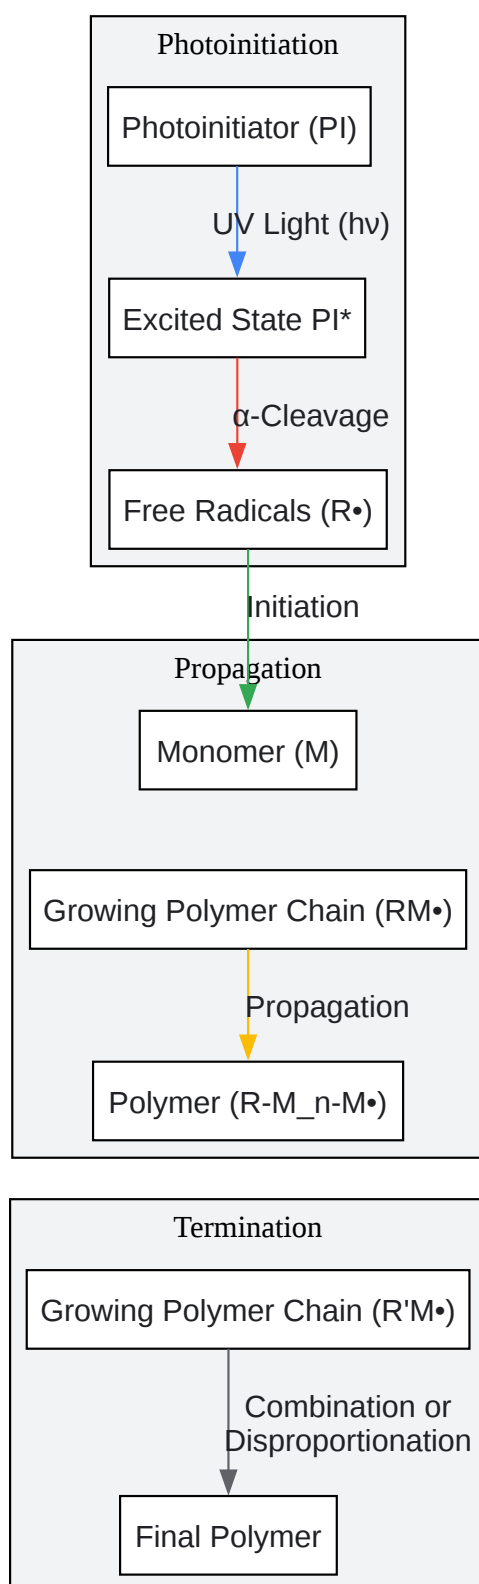 Photoinitiation
Photoinitiator (PI)
UV Light (hν)
Excited State PI*
α-Cleavage
Free Radicals (R•)
Initiation
Propagation
Monomer (M)
Growing Polymer Chain (RM•)
Propagation
Polymer (R-M_n-M•)
Termination
Growing Polymer Chain (R'M•)
Combination or
Disproportionation
Final Polymer